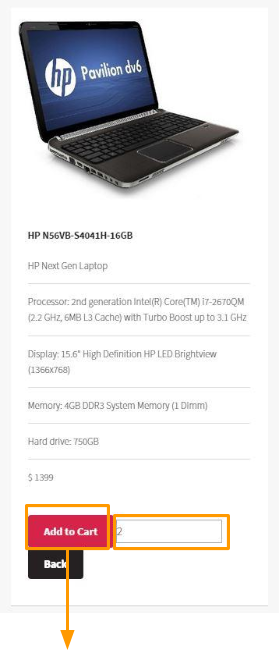 hp Pavilion dv6
HP N56VB-S4041H-16GB
HP Next Gen Laptop
Processor: 2nd generation Intel(R) Core(TM) i7-2670QM
(2.2 GHz, 6MB L3 Cache) with Turbo Boost up to 3.1 GHz
Display: 15.6" High Definition HP LED Brightview
(1366x768)
Memory: 4GB DDR3 System Memory (1 Dimm)
Hard drive: 750GB
$ 1399
Add to Cart 2
Back